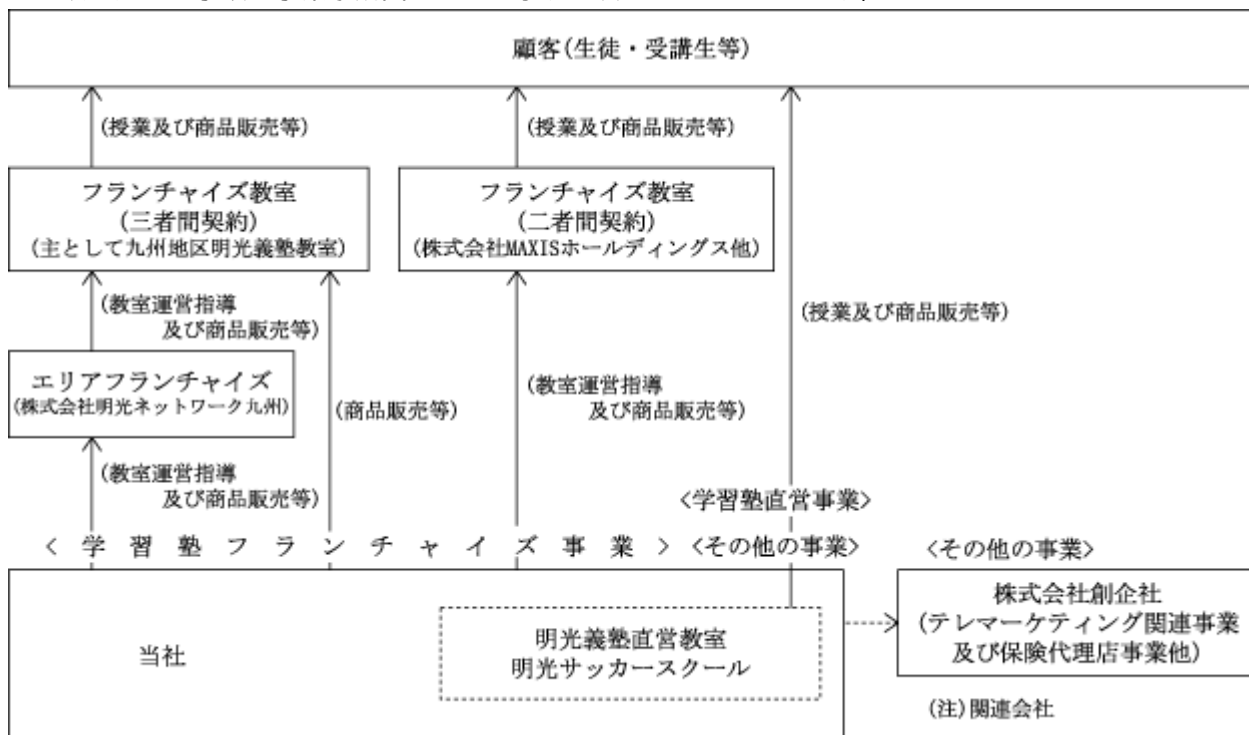 顧客(生徒・受講生等)
(授業及び商品販売等)
(授業及び商品販売等)
フランチャイズ教室
(三者間契約)
(主として九州地区明光義塾教室)
フランチャイズ教室
(二者間契約)
(株式会社MAXISホールディングス他)
(教室運営指導
及び商品販売等)
(授業及び商品販売等)
エリアフランチャイズ
(株式会社明光ネットワーク九州)
(商品販売等)
(教室運営指導
及び商品販売等)
(教室運営指導
及び商品販売等)
<学習塾直営事業>
<学習塾フランチャイズ事業>
<その他の事業>
<その他の事業>
当社
明光義塾直営教室
明光サッカースクール
株式会社創企社
(テレマーケティング関連事業
及び保険代理店事業他)
(注)関連会社